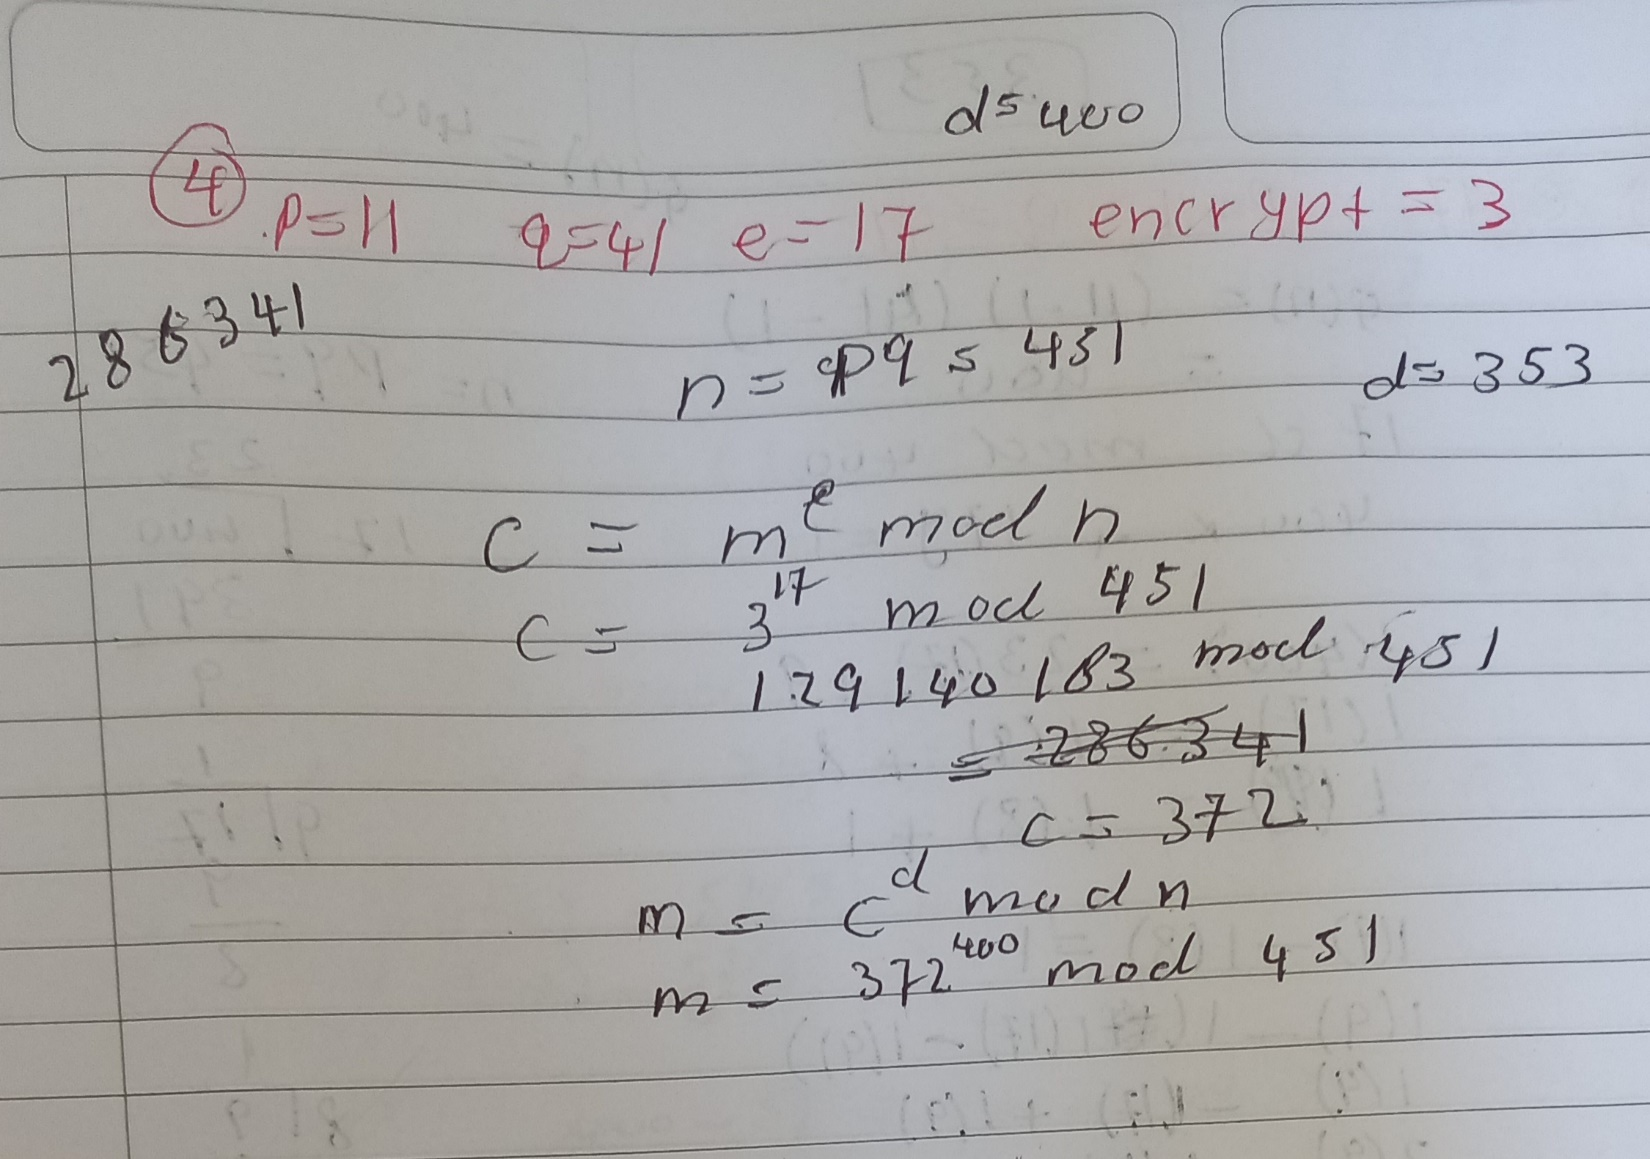 d=400
④ p=11 q=41 e=17 encrypt = 3
286341
n = pq = 451 d= 353
C = m^e mod n
C = 3^17 mod 451
129140163 mod 451
= 286341
C = 372
m = C^d mod n
m = 372^400 mod 451